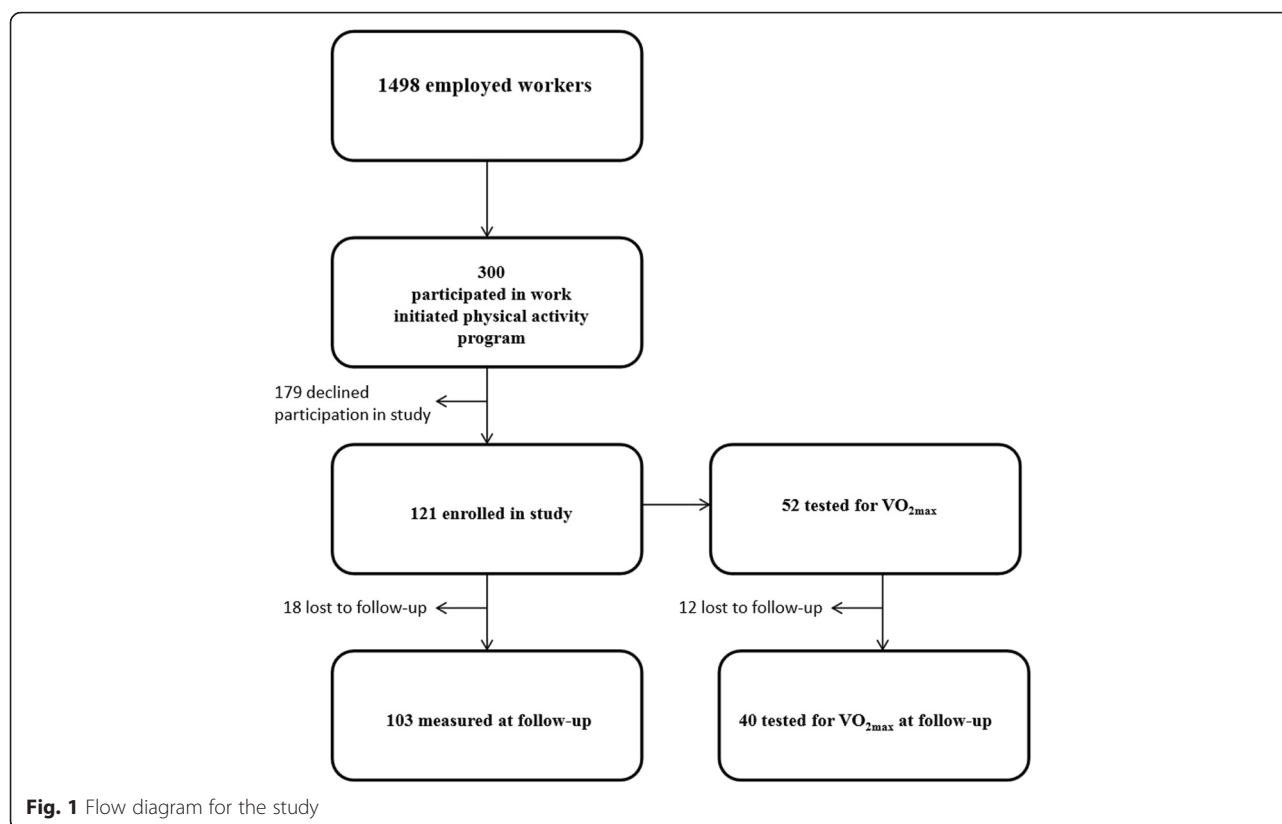 1498 employed workers
300
participated in work
initiated physical activity
program
179 declined
participation in study
121 enrolled in study
52 tested for VO2max
18 lost to follow-up
12 lost to follow-up
103 measured at follow-up
40 tested for VO2max at follow-up
Fig. 1 Flow diagram for the study